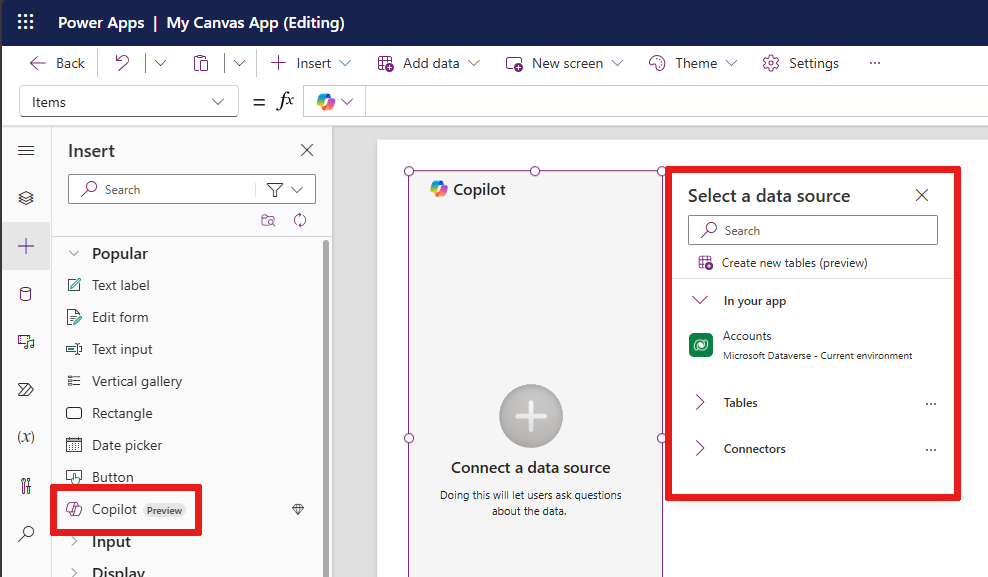 Power Apps | My Canvas App (Editing)
Back
Insert
Add data
New screen
Theme
Settings
...
Items
= fx
Insert
Search
Popular
Text label
Edit form
Text input
Vertical gallery
Rectangle
Date picker
Button
Copilot Preview
Input
Display
(x)
Copilot
Connect a data source
Doing this will let users ask questions
about the data.
Select a data source
Search
Create new tables (preview)
In your app
Accounts
Microsoft Dataverse - Current environment
Tables
...
Connectors
...